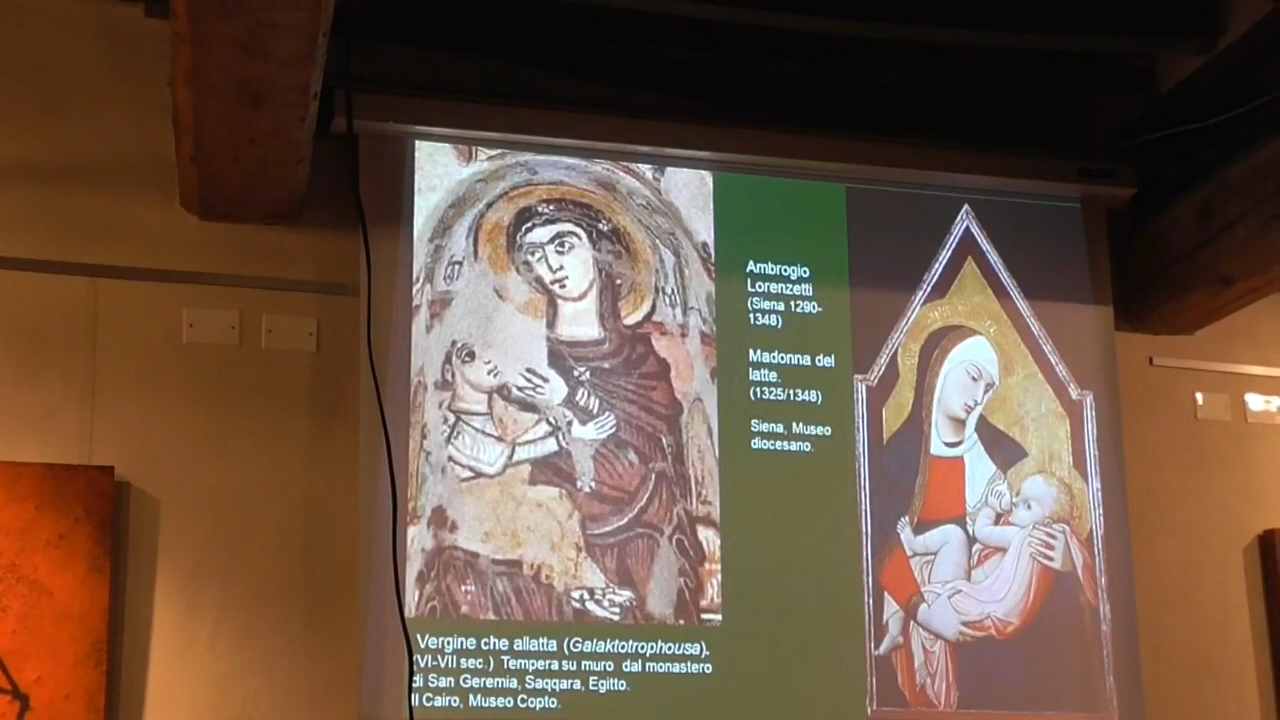 Ambrogio
Lorenzetti
(Siena 1290-
1348)
Madonna del
latte.
(1325/1348)
Siena, Museo
diocesano.
Vergine che allatta (Galaktotrophousa).
(VI-VII sec.) Tempera su muro dal monastero
di San Geremia, Saqqara, Egitto.
Il Cairo, Museo Copto.